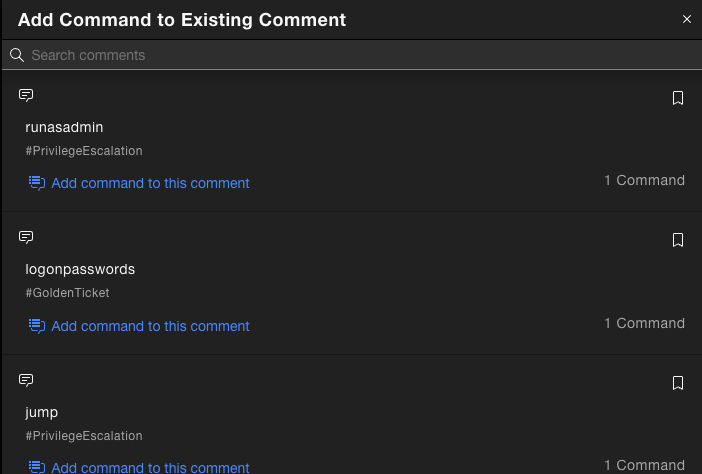 Add Command to Existing Comment
Search comments
runasadmin
#PrivilegeEscalation
Add command to this comment
1 Command
logonpasswords
#GoldenTicket
Add command to this comment
1 Command
jump
#PrivilegeEscalation
Add command to this comment
1 Command